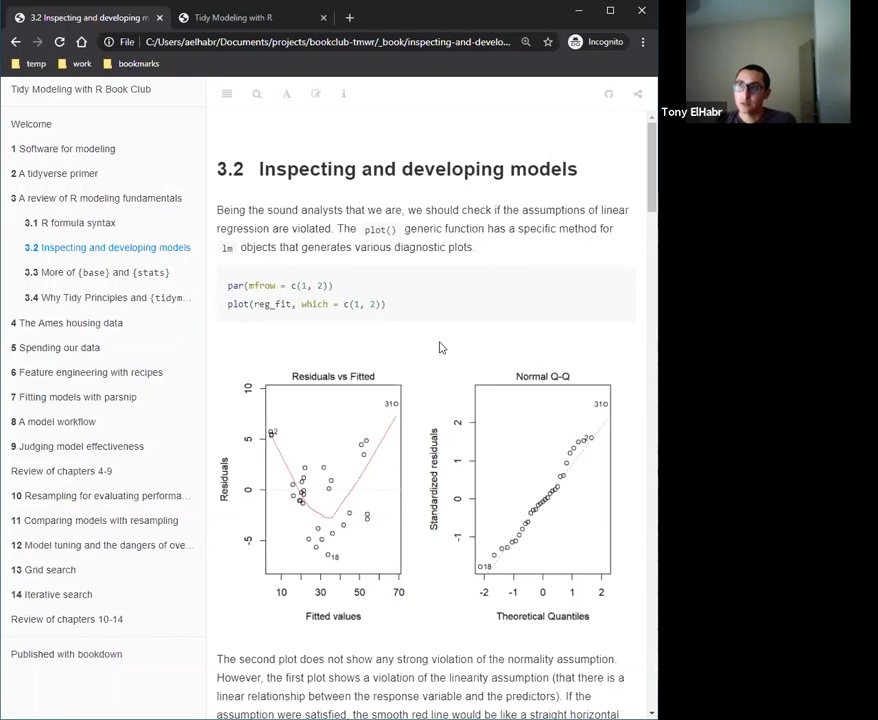 3.2 Inspecting and developing m
Tidy Modeling with R
File C:/Users/aelhabr/Documents/projects/bookclub-tmwr/_book/inspecting-and-develo...
Incognito
temp work bookmarks
Tony ElHabr
Tidy Modeling with R Book Club
Welcome
1 Software for modeling
2 A tidyverse primer
3 A review of R modeling fundamentals
3.1 R formula syntax
3.2 Inspecting and developing models
3.3 More of {base} and {stats}
3.4 Why Tidy Principles and {tidym...
4 The Ames housing data
5 Spending our data
6 Feature engineering with recipes
7 Fitting models with parsnip
8 A model workflow
9 Judging model effectiveness
Review of chapters 4-9
10 Resampling for evaluating performa...
11 Comparing models with resampling
12 Model tuning and the dangers of ove...
13 Grid search
14 Iterative search
Review of chapters 10-14
Published with bookdown
3.2 Inspecting and developing models
Being the sound analysts that we are, we should check if the assumptions of linear
regression are violated. The plot() generic function has a specific method for
lm objects that generates various diagnostic plots.
par(mfrow = c(1, 2))
plot(reg_fit, which = c(1, 2))
Residuals vs Fitted
Residuals
10
5
0
-5
31
2
18
10 30 50 70
Fitted values
Normal Q-Q
Standardized residuals
2
1
0
-1
31
2
18
-2 -1 0 1 2
Theoretical Quantiles
The second plot does not show any strong violation of the normality assumption.
However, the first plot shows a violation of the linearity assumption (that there is a
linear relationship between the response variable and the predictors). If the
assumption were satisfied, the smooth red line would be like a straight horizontal